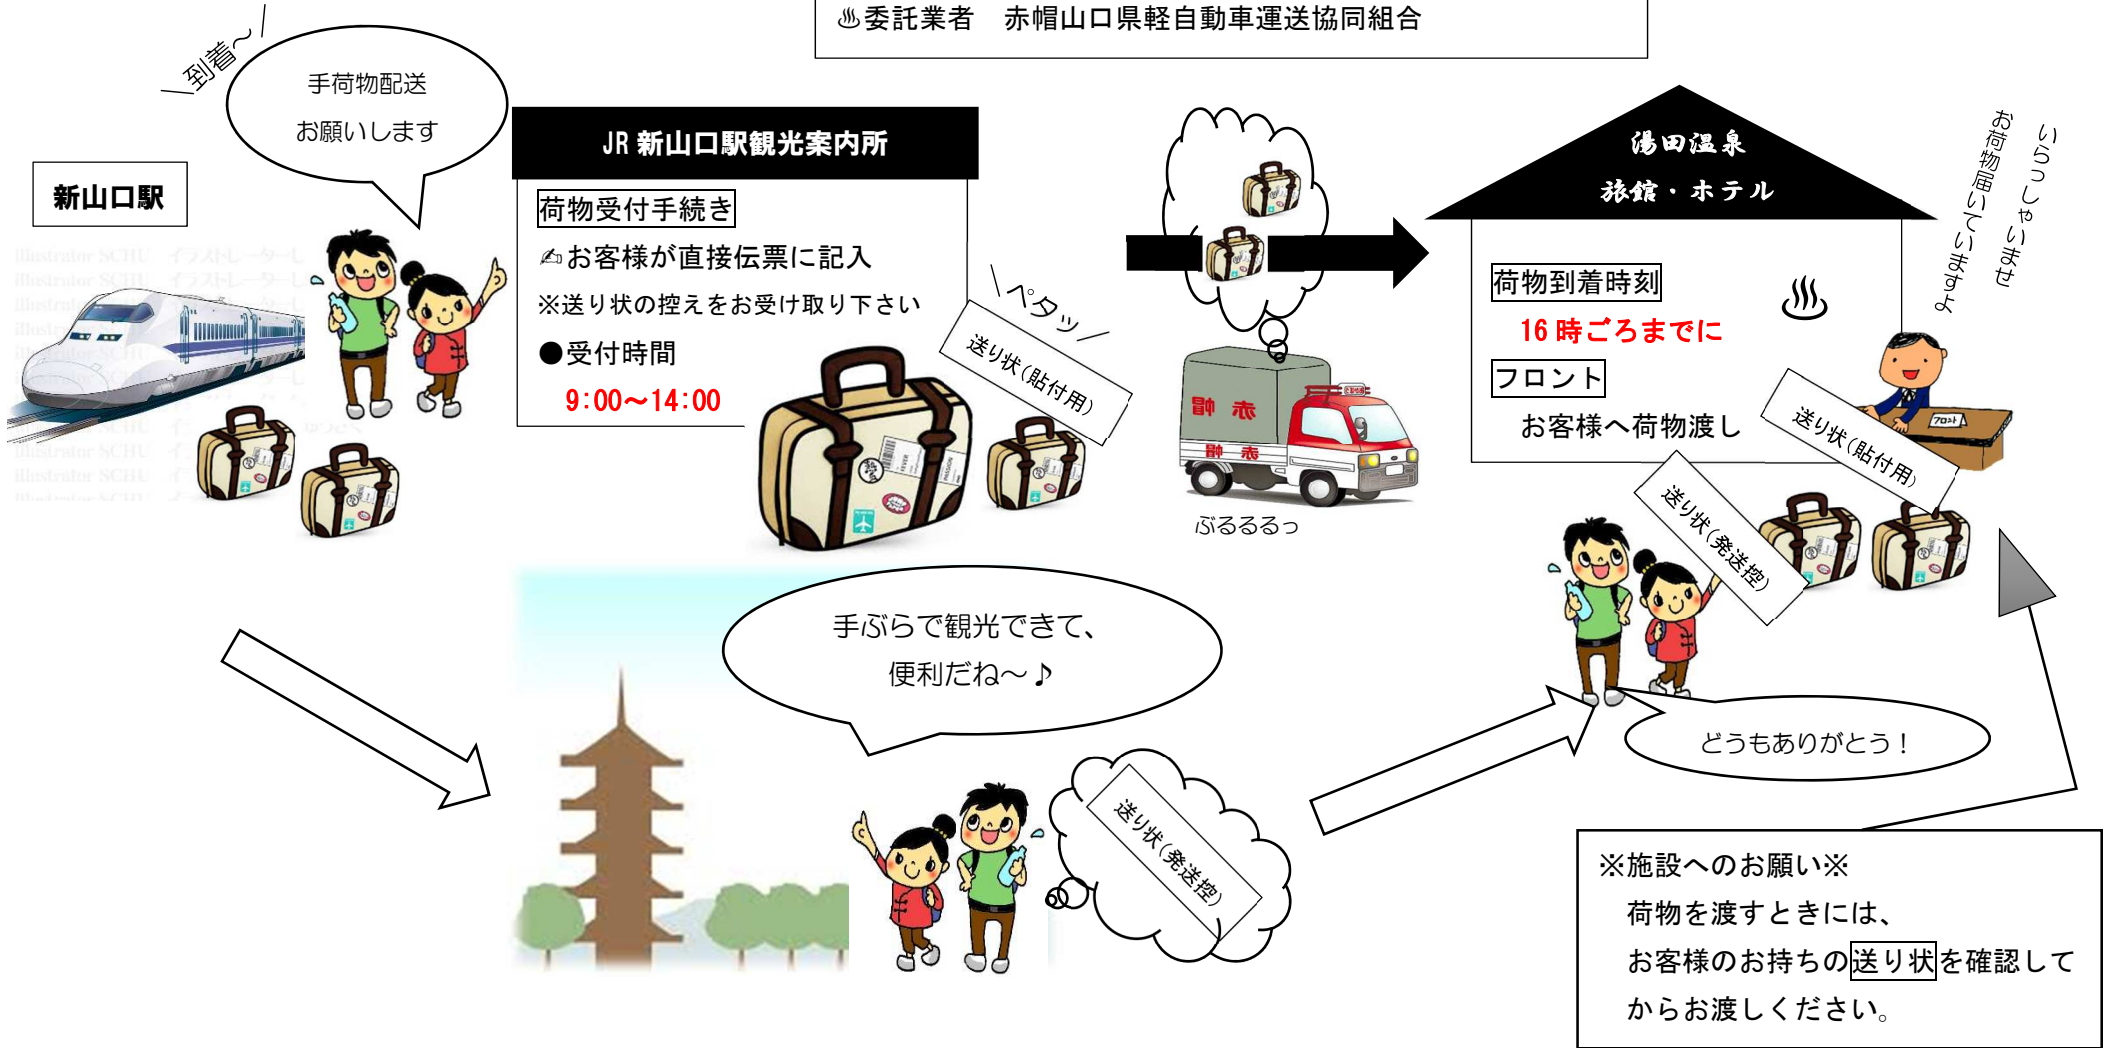 ♨委託業者　赤帽山口県軽自動車運送協同組合
＼到着～／
手荷物配送
お願いします
新山口駅
JR 新山口駅観光案内所
荷物受付手続き
✍お客様が直接伝票に記入
※送り状の控えをお受け取り下さい
●受付時間
9:00～14:00
＼ペタッ／
送り状(貼付用)
赤帽
赤帽
ぶるるるっ
湯田温泉
旅館・ホテル
荷物到着時刻
16 時ごろまでに
♨
フロント
お客様へ荷物渡し
いらっしゃいませ
お荷物届いていますよ
フロント
送り状(貼付用)
送り状(発送控)
手ぶらで観光できて、
便利だね～♪
送り状(発送控)
どうもありがとう！
※施設へのお願い※
荷物を渡すときには、
お客様のお持ちの送り状を確認して
からお渡しください。